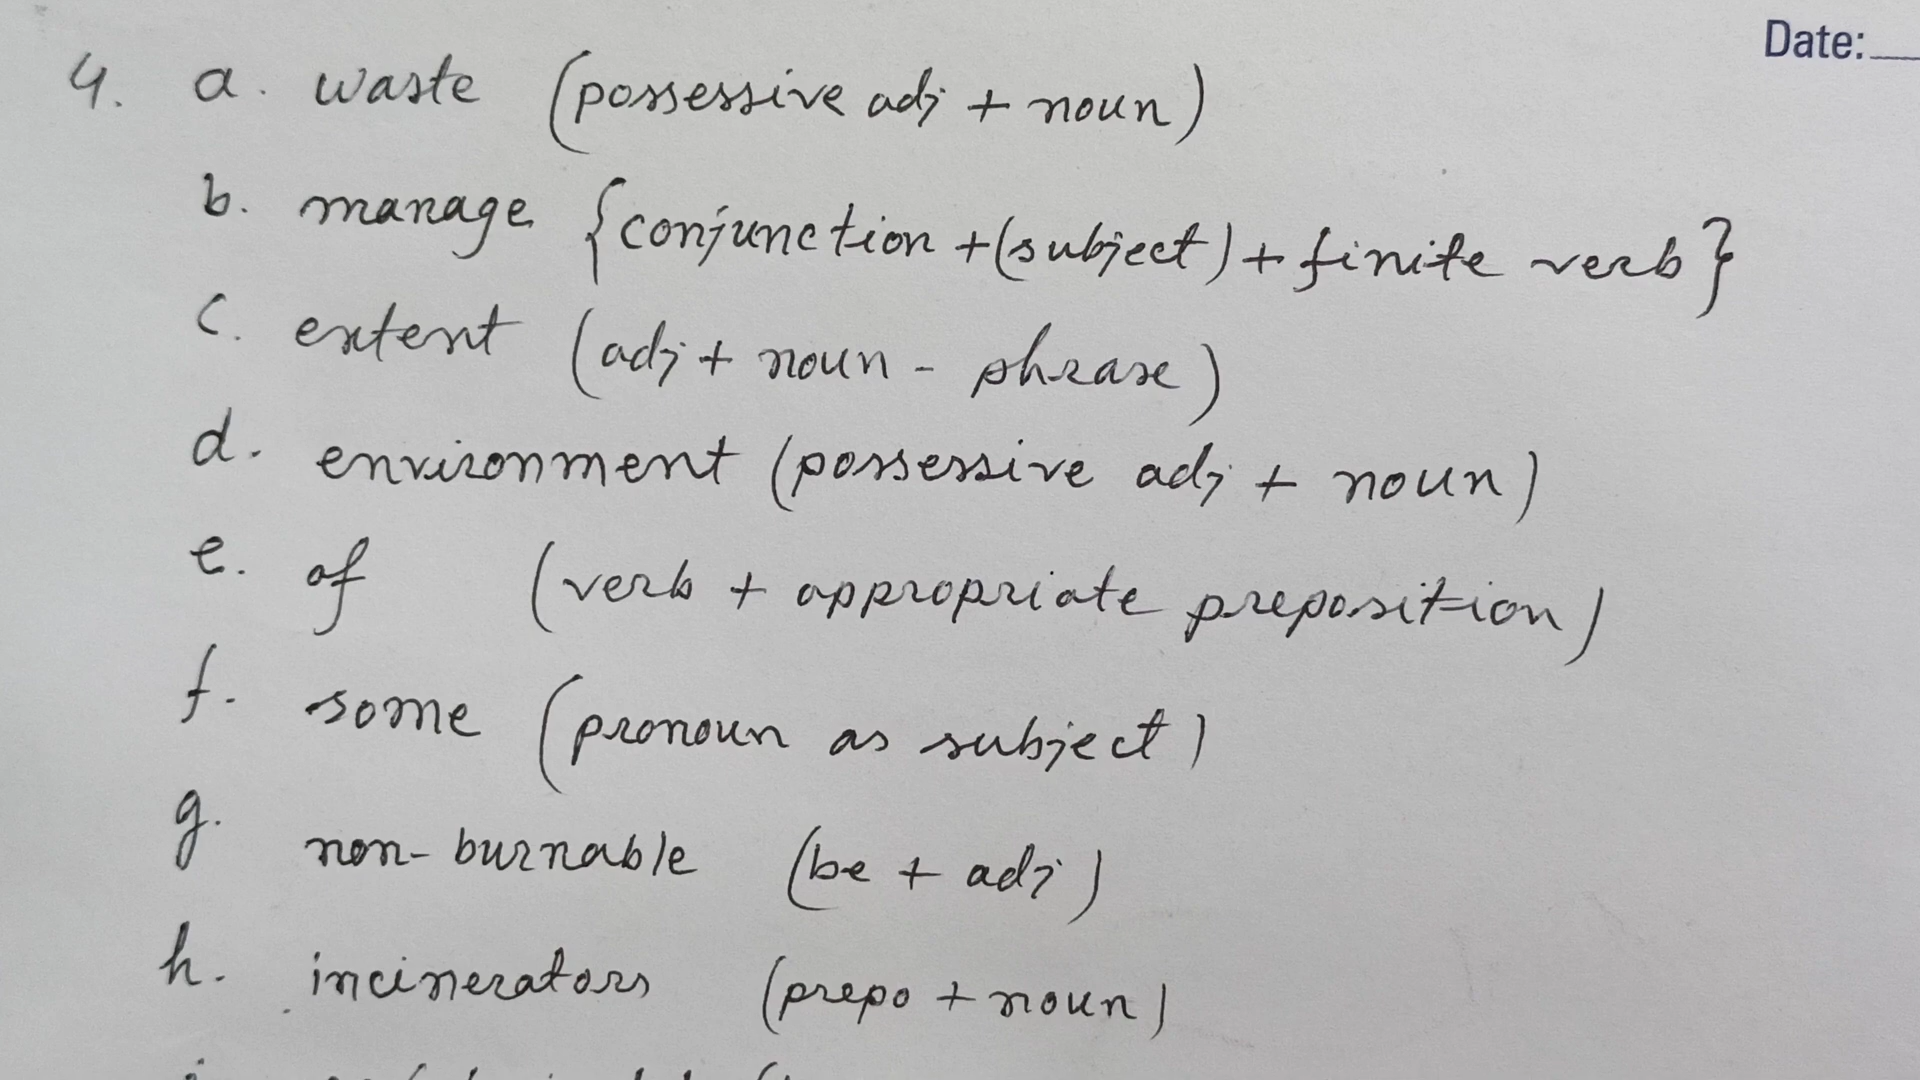 Date:
4. a. waste (possessive adj + noun)
b. manage {conjunction + (subject) + finite verb}
c. extent (adj + noun - phrase)
d. environment (possessive adj + noun)
e. of (verb + appropriate preposition)
f. some (pronoun as subject)
g. non-burnable (be + adj)
h. incinerators (prepo + noun)